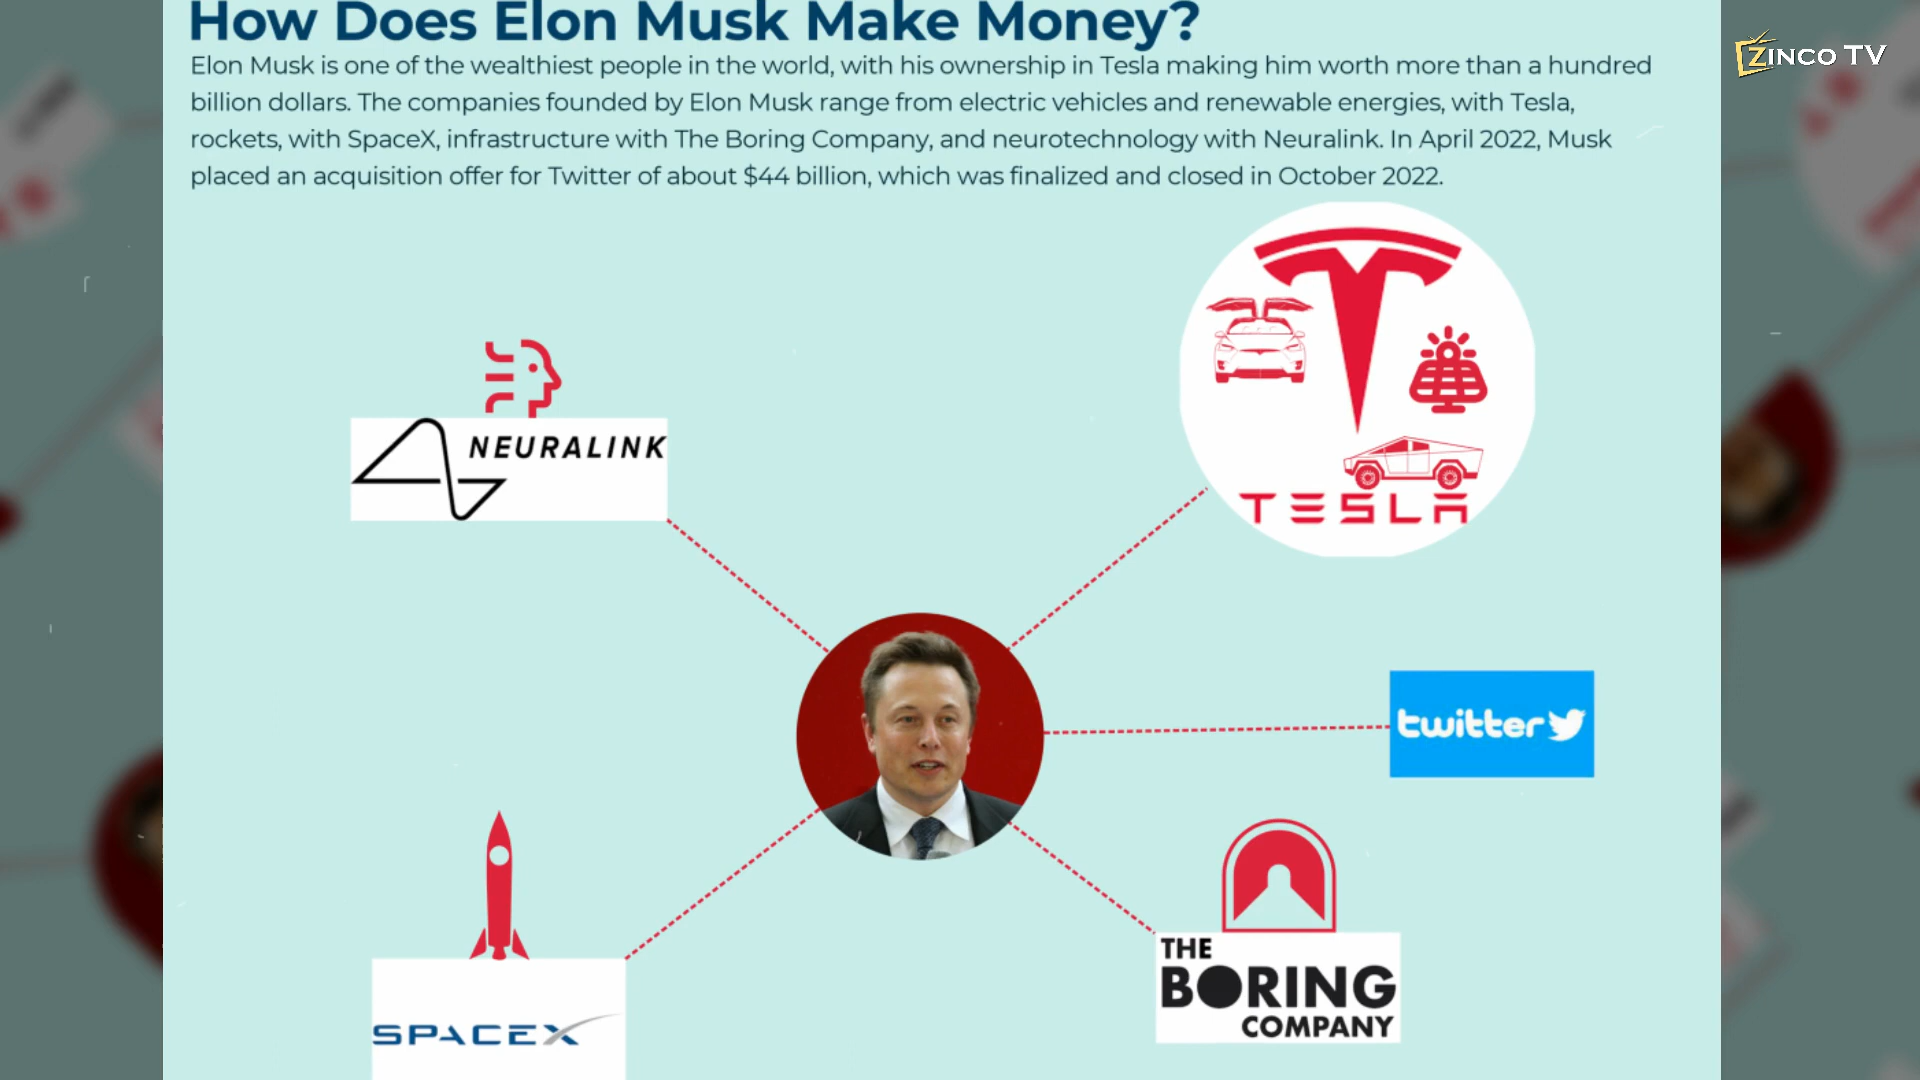 How Does Elon Musk Make Money?
ZINCO TV
Elon Musk is one of the wealthiest people in the world, with his ownership in Tesla making him worth more than a hundred
billion dollars. The companies founded by Elon Musk range from electric vehicles and renewable energies, with Tesla,
rockets, with SpaceX, infrastructure with The Boring Company, and neurotechnology with Neuralink. In April 2022, Musk
placed an acquisition offer for Twitter of about $44 billion, which was finalized and closed in October 2022.
NEURALINK
TESLA
twitter
THE
BORING
COMPANY
SPACEX